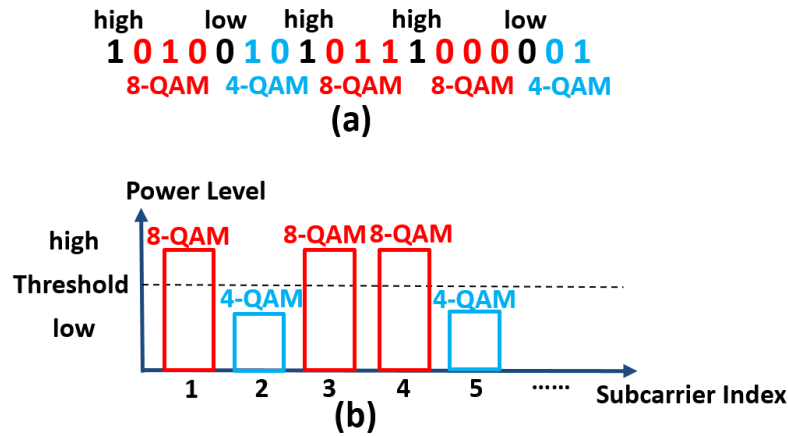 high low high high low
1 0 1 0 0 1 0 1 0 1 1 1 0 0 0 0 0 1
8-QAM 4-QAM 8-QAM 8-QAM 4-QAM
(a)
Power Level
high 8-QAM 8-QAM 8-QAM
Threshold
4-QAM 4-QAM
low
1 2 3 4 5 ...... Subcarrier Index
(b)